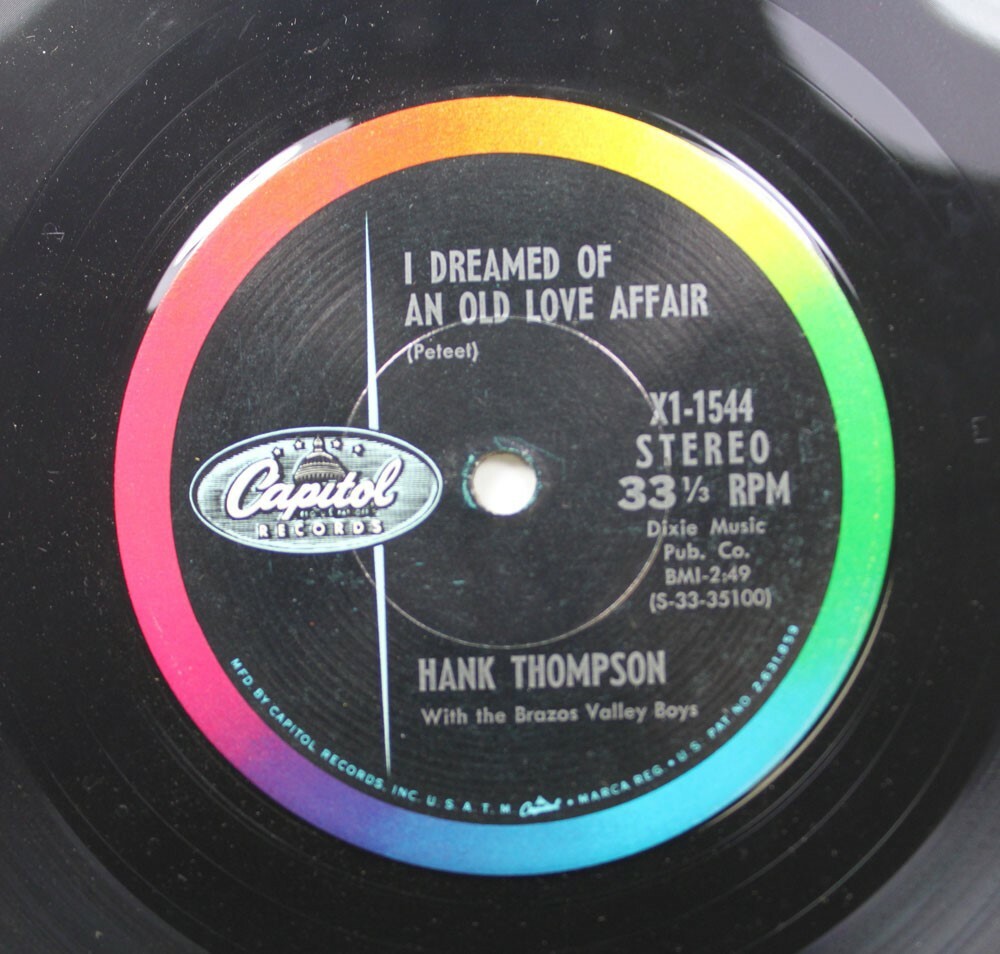 I DREAMED OF
AN OLD LOVE AFFAIR
(Peteet)
X1-1544
STEREO
33 1/3 RPM
Dixie Music
Pub. Co.
BMI-2:49
(S-33-35100)
Capitol
RECORDS
HANK THOMPSON
With the Brazos Valley Boys
MFD. BY CAPITOL RECORDS, INC. U.S.A. T.M. Capitol • MARCA REG. • U.S. PAT. NO. 2,631,859